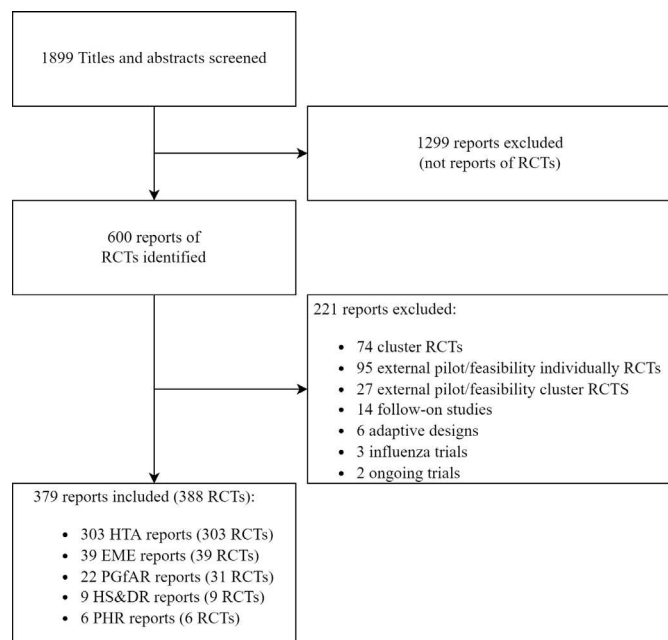 1899 Titles and abstracts screened
1299 reports excluded
(not reports of RCTs)
600 reports of
RCTs identified
221 reports excluded:
• 74 cluster RCTs
• 95 external pilot/feasibility individually RCTs
• 27 external pilot/feasibility cluster RCTS
• 14 follow-on studies
• 6 adaptive designs
• 3 influenza trials
• 2 ongoing trials
379 reports included (388 RCTs):
• 303 HTA reports (303 RCTs)
• 39 EME reports (39 RCTs)
• 22 PGfAR reports (31 RCTs)
• 9 HS&DR reports (9 RCTs)
• 6 PHR reports (6 RCTs)